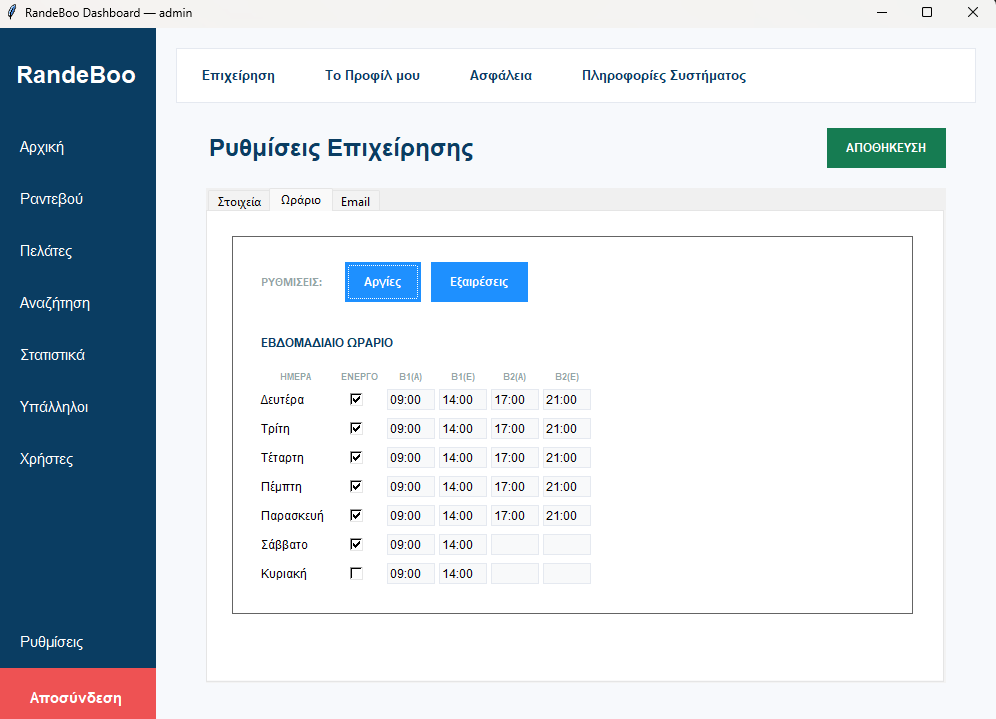 RandeBoo Dashboard — admin
RandeBoo
Επιχείρηση Το Προφίλ μου Ασφάλεια Πληροφορίες Συστήματος
Αρχική
Ραντεβού
Πελάτες
Αναζήτηση
Στατιστικά
Υπάλληλοι
Χρήστες
Ρυθμίσεις
Αποσύνδεση
Ρυθμίσεις Επιχείρησης
ΑΠΟΘΗΚΕΥΣΗ
Στοιχεία Ωράριο Email
ΡΥΘΜΙΣΕΙΣ: Αργίες Εξαιρέσεις
ΕΒΔΟΜΑΔΙΑΙΟ ΩΡΑΡΙΟ
ΗΜΕΡΑ ΕΝΕΡΓΟ Β1(Α) Β1(Ε) Β2(Α) Β2(Ε)
Δευτέρα 09:00 14:00 17:00 21:00
Τρίτη 09:00 14:00 17:00 21:00
Τέταρτη 09:00 14:00 17:00 21:00
Πέμπτη 09:00 14:00 17:00 21:00
Παρασκευή 09:00 14:00 17:00 21:00
Σάββατο 09:00 14:00
Κυριακή 09:00 14:00